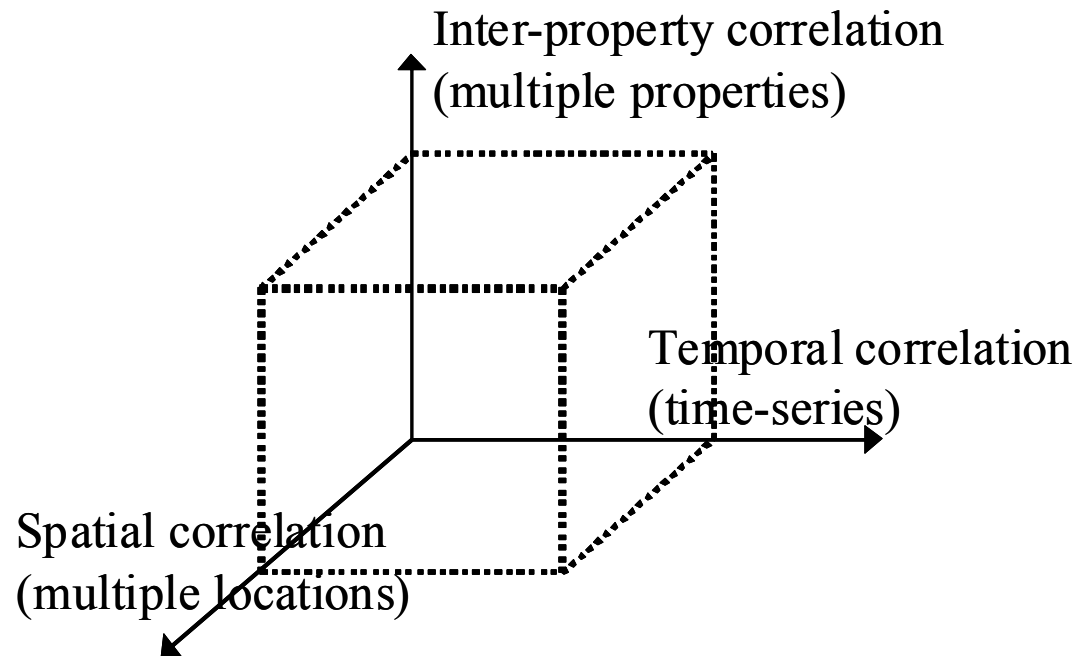 Inter-property correlation
(multiple properties)
Temporal correlation
(time-series)
Spatial correlation
(multiple locations)